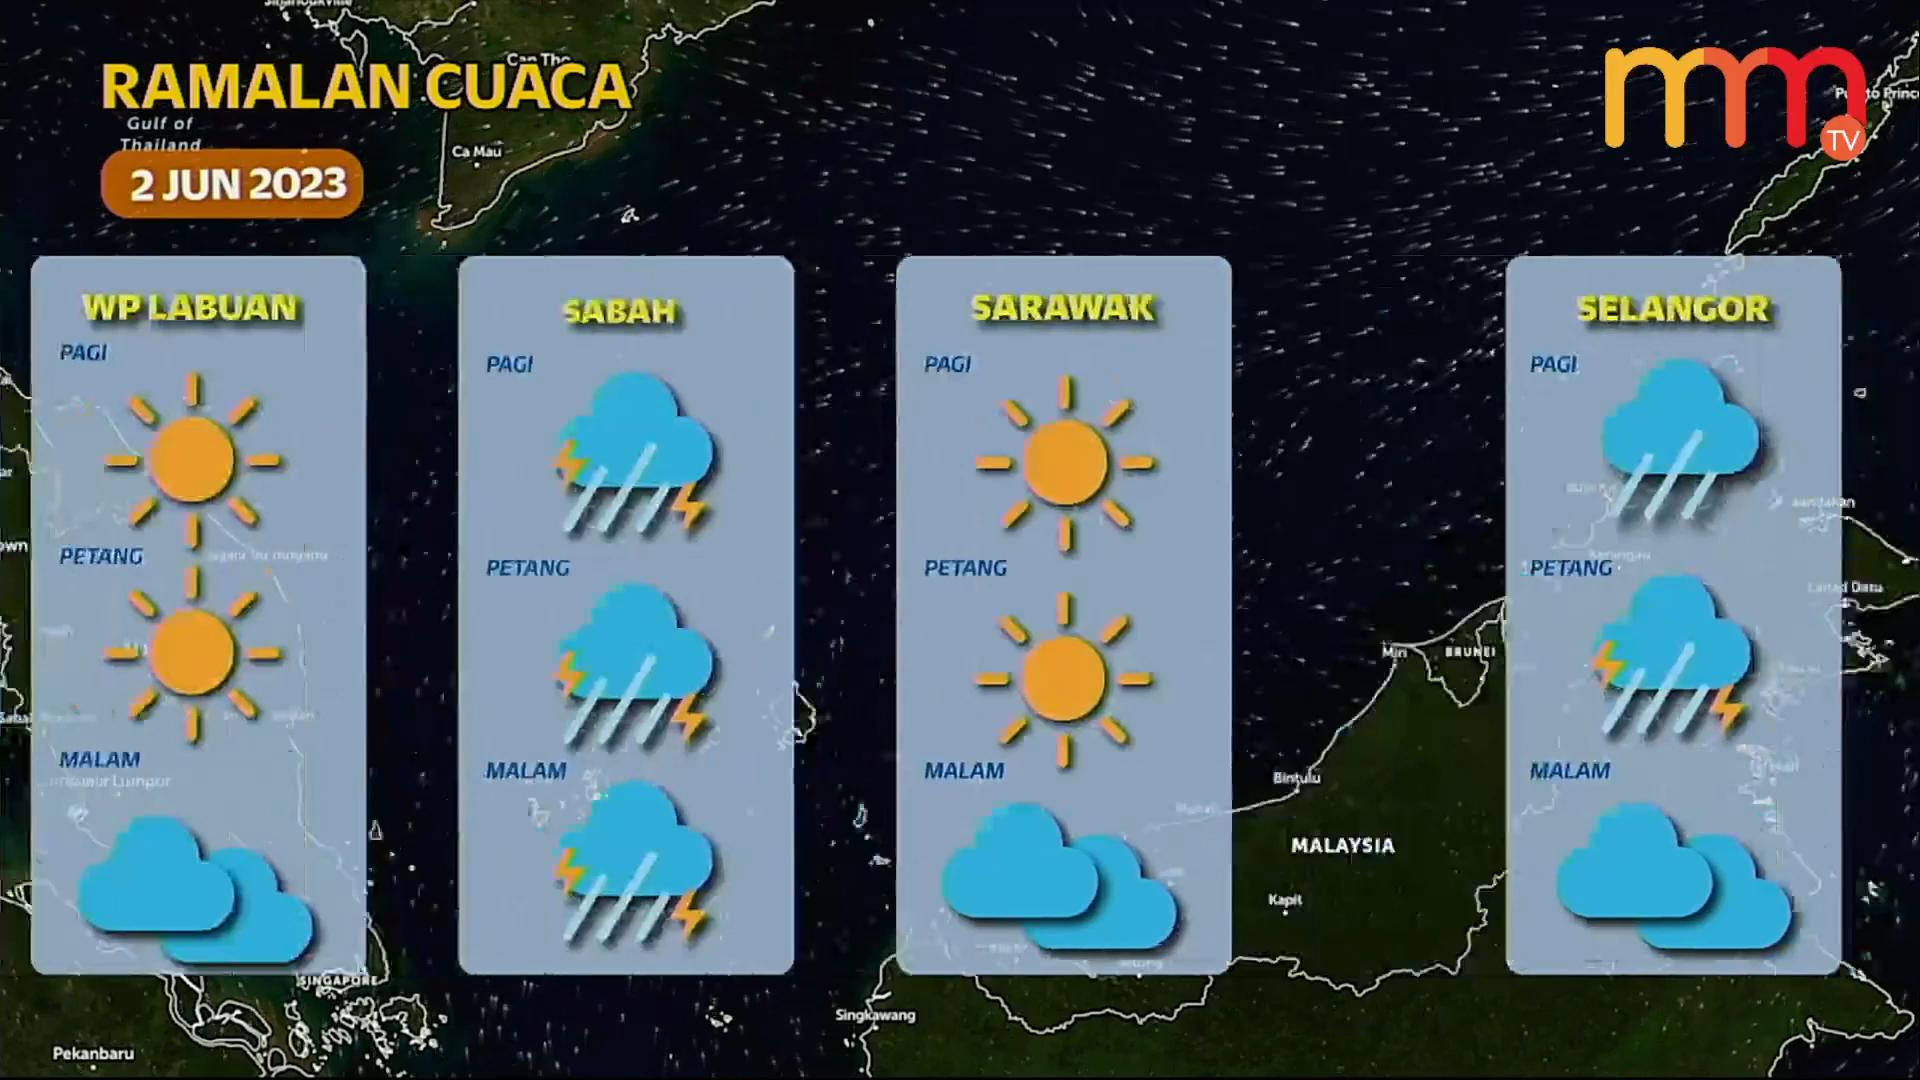 Can Tho
RAMALAN CUACA
Gulf of
Thailand
Ca Mau
2 JUN 2023
mm
TV
WP LABUAN
PAGI
PETANG
MALAM
SABAH
PAGI
PETANG
MALAM
SARAWAK
PAGI
PETANG
MALAM
SELANGOR
PAGI
PETANG
MALAM
Miri
BRUNEI
Bintulu
MALAYSIA
Kapit
SINGAPORE
Singkawang
Pekanbaru
Lumpur